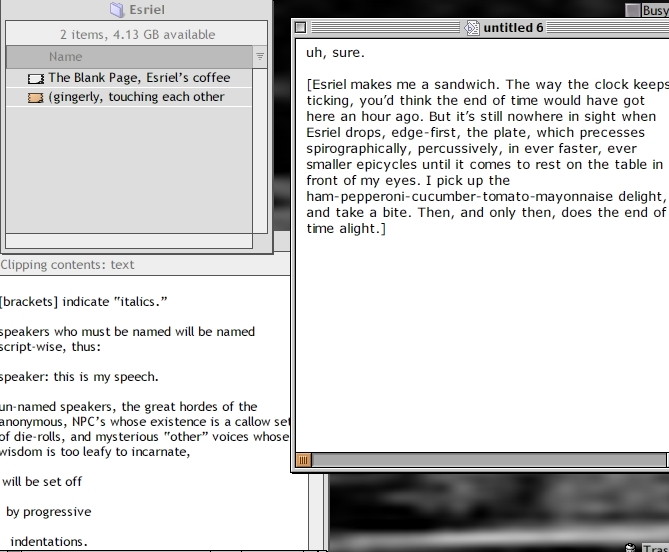 Esriel
2 items, 4.13 GB available
Name
The Blank Page, Esriel's coffee
(gingerly, touching each other
Clipping contents: text
[brackets] indicate "italics."
speakers who must be named will be named
script-wise, thus:
speaker: this is my speech.
un-named speakers, the great hordes of the
anonymous, NPC's whose existence is a callow set
of die-rolls, and mysterious "other" voices whose
wisdom is too leafy to incarnate,
will be set off
by progressive
indentations.
Busy
untitled 6
uh, sure.
[Esriel makes me a sandwich. The way the clock keeps
ticking, you'd think the end of time would have got
here an hour ago. But it's still nowhere in sight when
Esriel drops, edge-first, the plate, which precesses
spirographically, percussively, in ever faster, ever
smaller epicycles until it comes to rest on the table in
front of my eyes. I pick up the
ham-pepperoni-cucumber-tomato-mayonnaise delight,
and take a bite. Then, and only then, does the end of
time alight.]